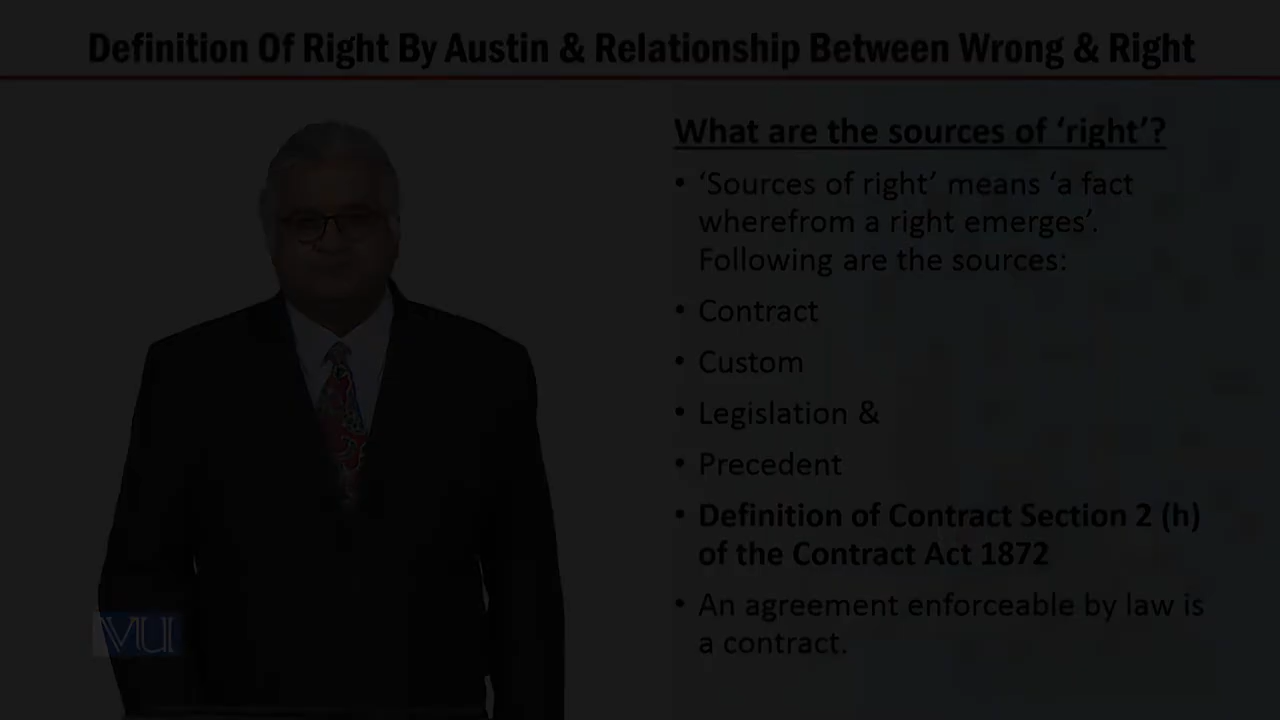 Definition Of Right By Austin & Relationship Between Wrong & Right
What are the sources of ‘right’?
• ‘Sources of right’ means ‘a fact
wherefrom a right emerges’.
Following are the sources:
• Contract
• Custom
• Legislation &
• Precedent
• Definition of Contract Section 2 (h)
of the Contract Act 1872
• An agreement enforceable by law is
a contract.
VU